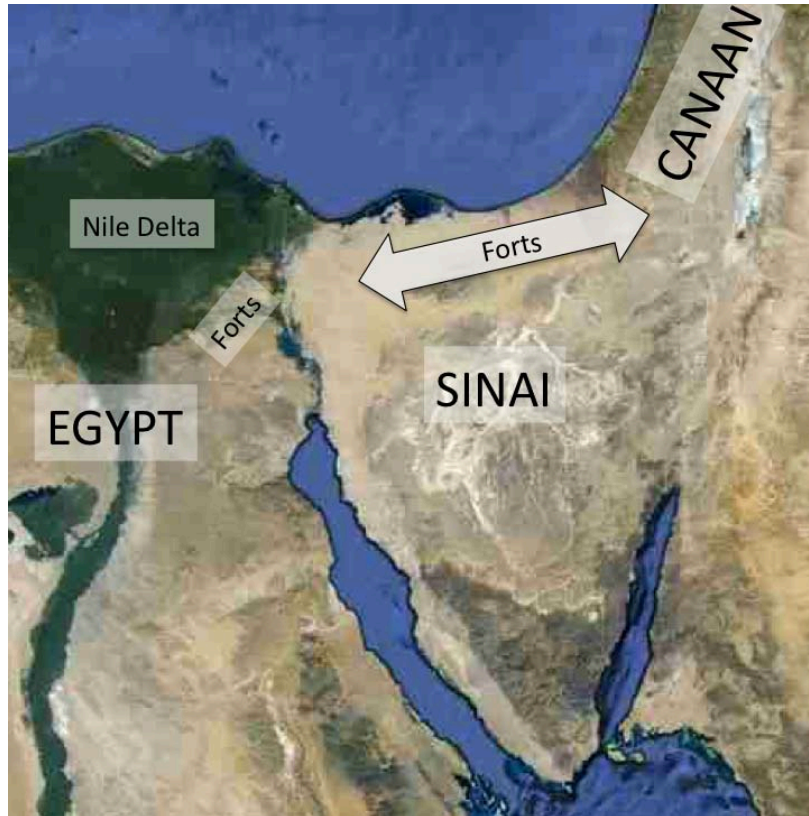 CANAAN
Nile Delta
Forts
Forts
SINAI
EGYPT